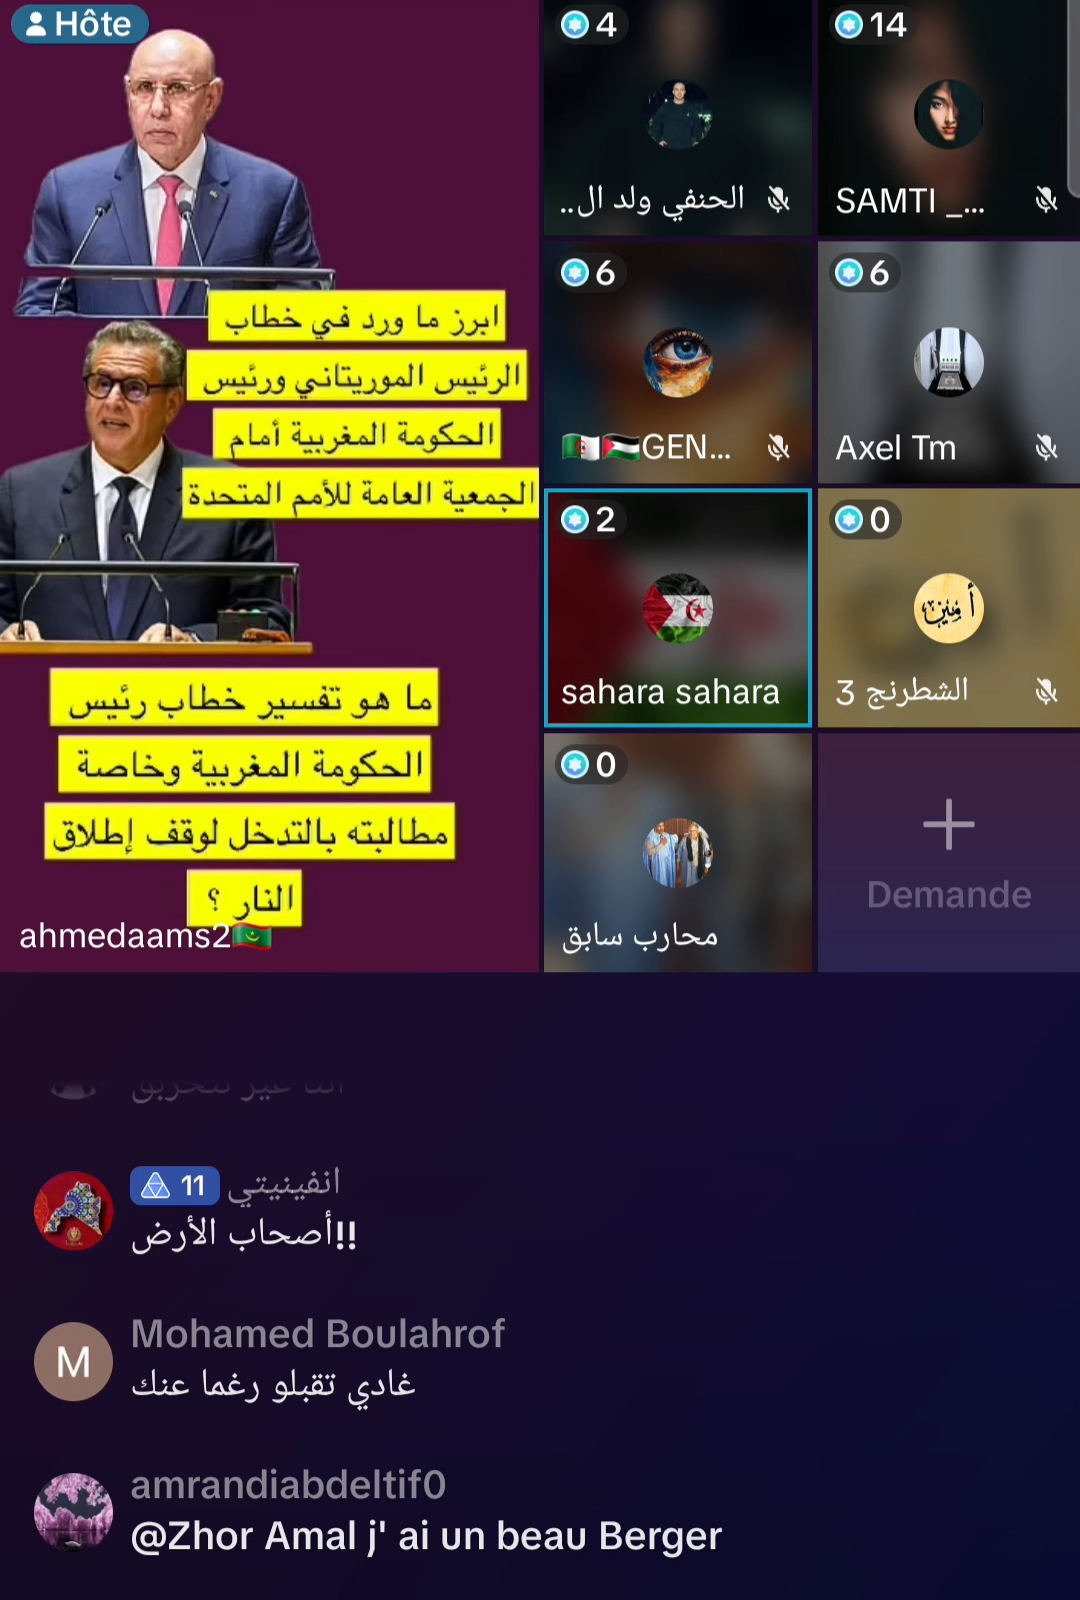 Hôte
ابرز ما ورد في خطاب
الرئيس الموريتاني ورئيس
الحكومة المغربية أمام
الجمعية العامة للأمم المتحدة
ما هو تفسير خطاب رئيس
الحكومة المغربية وخاصة
مطالبته بالتدخل لوقف إطلاق
النار ؟
ahmedaams2🇲🇷
4
الحنفي ولد ال..
14
SAMTI _...
6
🇩🇿🇵🇸GEN...
6
Axel Tm
2
sahara sahara
0
أمين
الشطرنج 3
0
محارب سابق
Demande
11 انفينيتي
أصحاب الأرض!!
M
Mohamed Boulahrof
غادي تقبلو رغما عنك
amrandiabdeltif0
@Zhor Amal j' ai un beau Berger